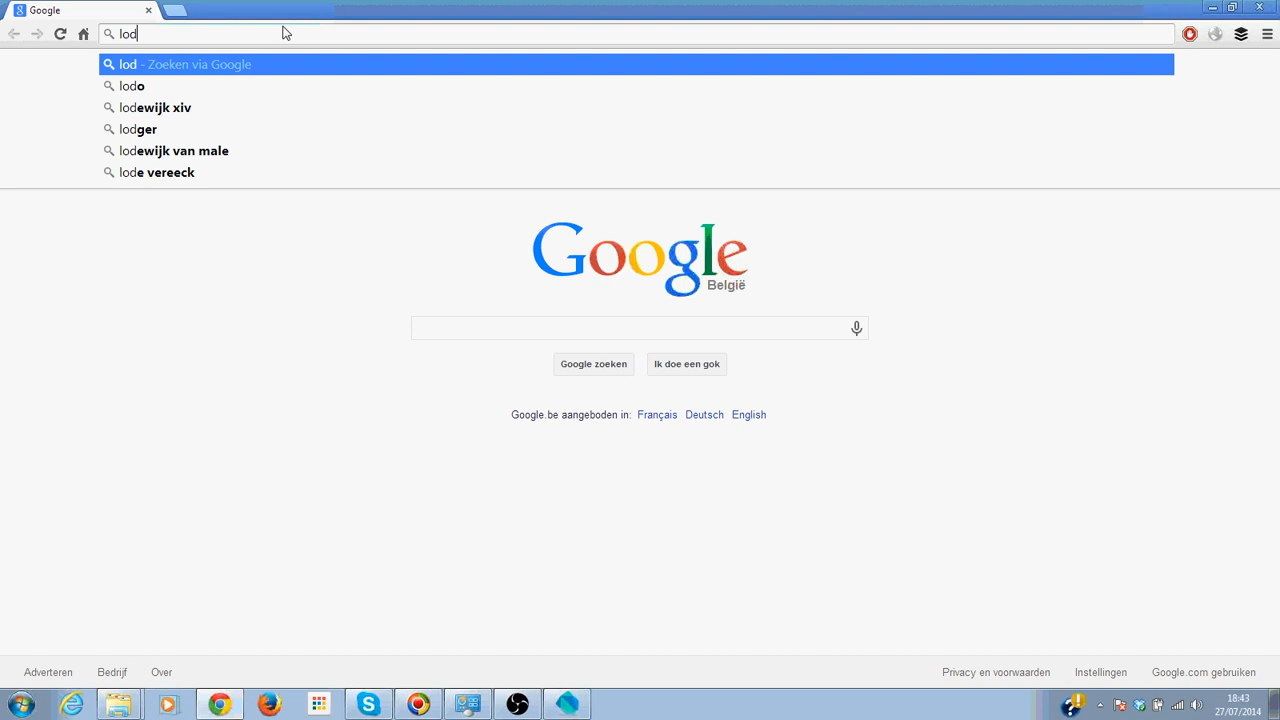 Google
lod
lod - Zoeken via Google
lodo
lodewijk xiv
lodger
lodewijk van male
lode vereeck
Google
België
Google zoeken
Ik doe een gok
Google.be aangeboden in: Français Deutsch English
Adverteren Bedrijf Over Privacy en voorwaarden Instellingen Google.com gebruiken
18:43
27/07/2014